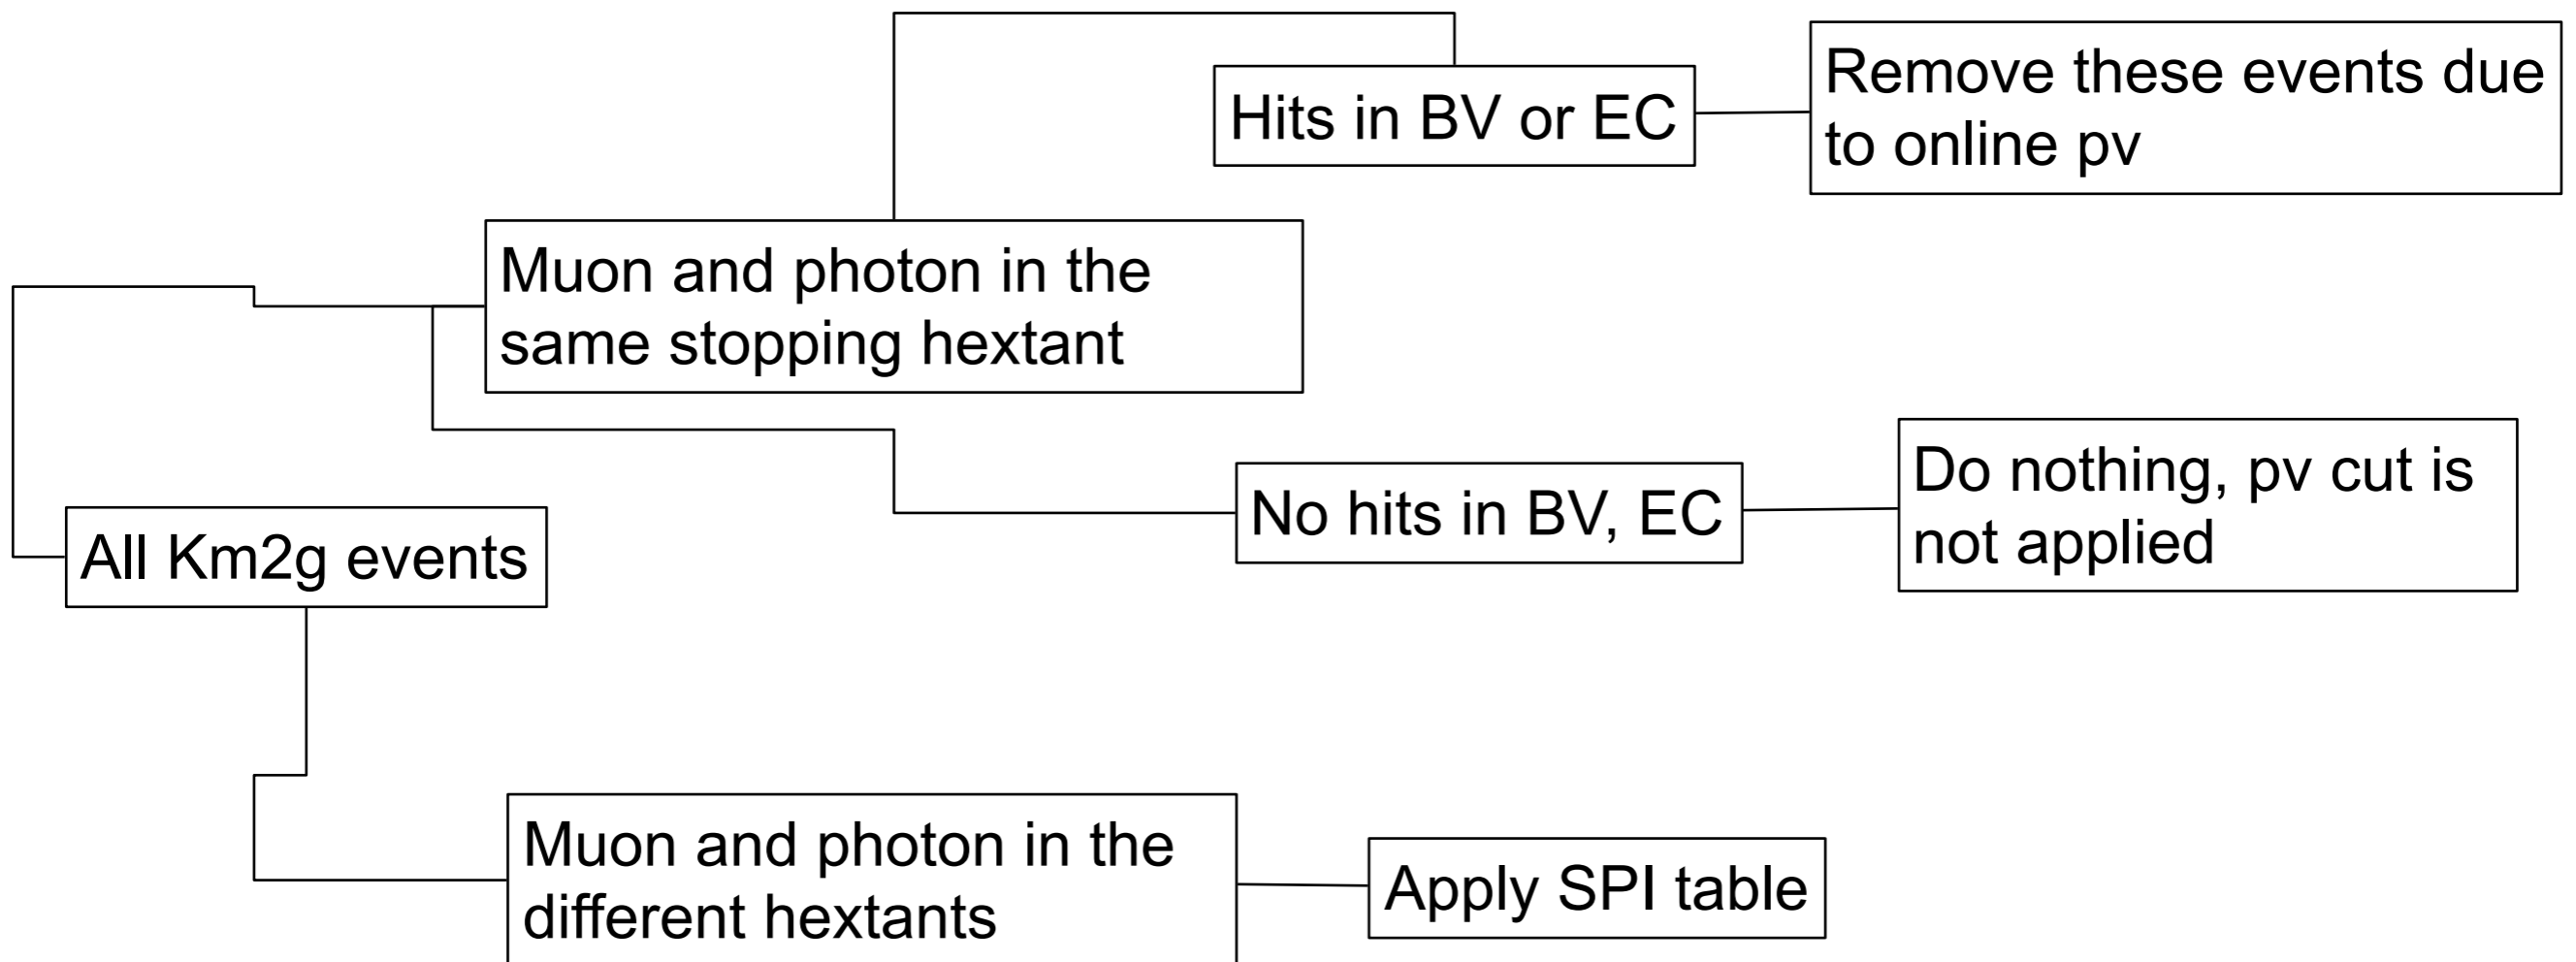 Hits in BV or EC
Remove these events due
to online pv
Muon and photon in the
same stopping hextant
No hits in BV, EC
Do nothing, pv cut is
not applied
All Km2g events
Muon and photon in the
different hextants
Apply SPI table